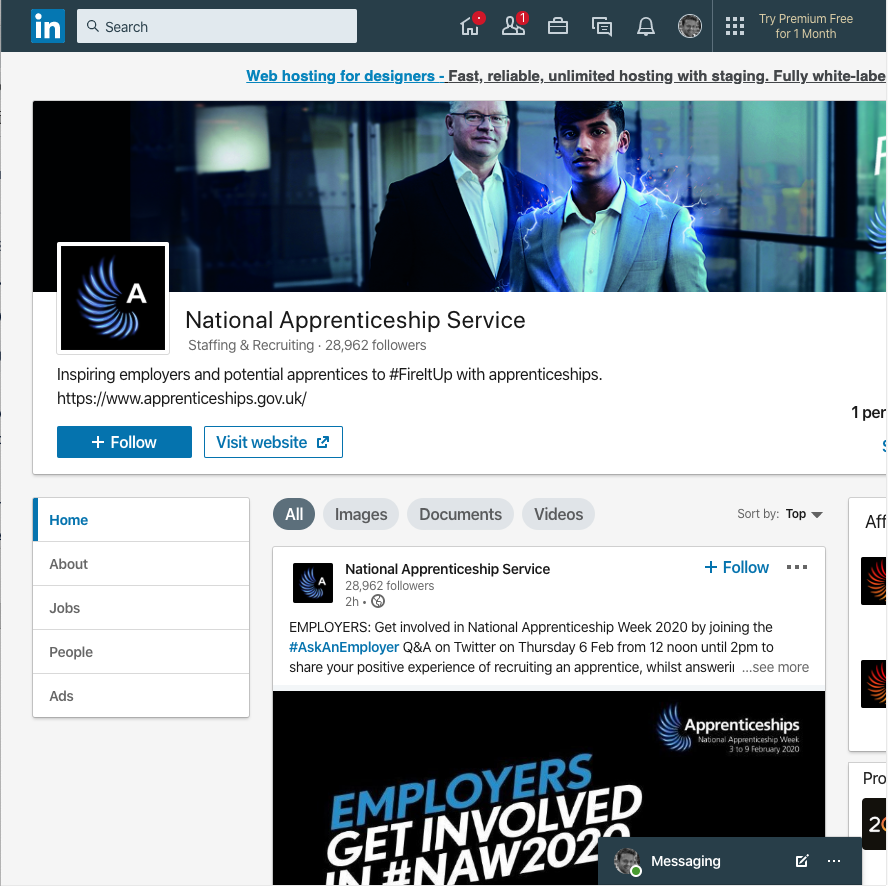 in
Search
1
Try Premium Free
for 1 Month
Web hosting for designers - Fast, reliable, unlimited hosting with staging. Fully white-labe
A
National Apprenticeship Service
Staffing & Recruiting · 28,962 followers
Inspiring employers and potential apprentices to #FireItUp with apprenticeships.
https://www.apprenticeships.gov.uk/
1 per
+ Follow
Visit website
Home
About
Jobs
People
Ads
All
Images
Documents
Videos
Sort by: Top
Aff
A
National Apprenticeship Service
28,962 followers
2h •
+ Follow
EMPLOYERS: Get involved in National Apprenticeship Week 2020 by joining the
#AskAnEmployer Q&A on Twitter on Thursday 6 Feb from 12 noon until 2pm to
share your positive experience of recruiting an apprentice, whilst answeri ...see more
Apprenticeships
National Apprenticeship Week
3 to 9 February 2020
EMPLOYERS
GET INVOLVED
IN #NAW2020
Pro
Messaging